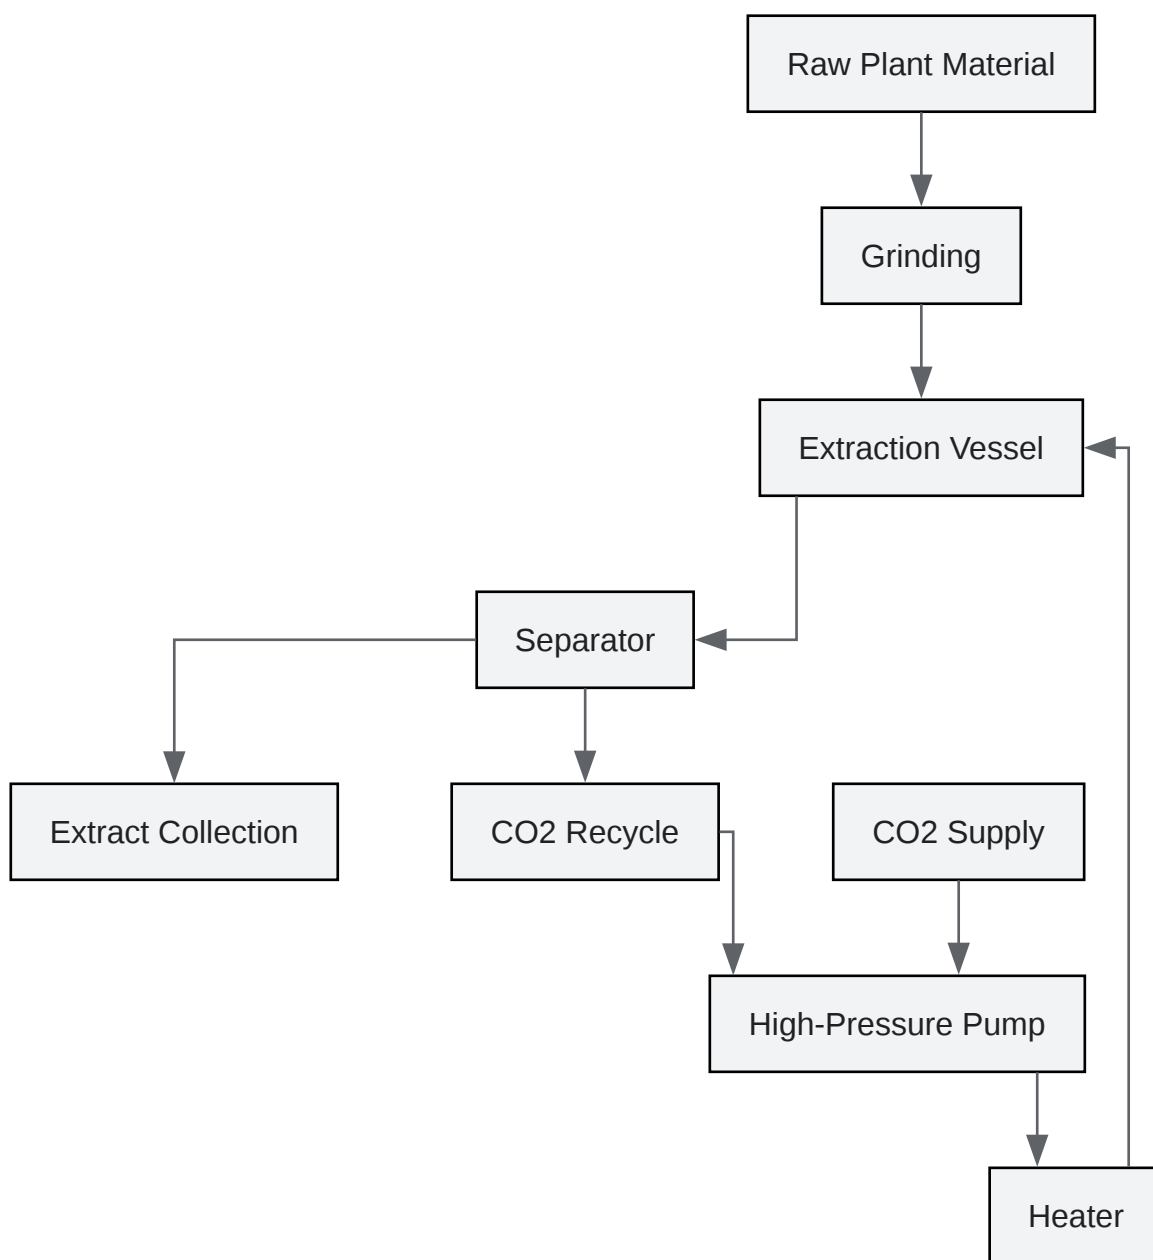 Raw Plant Material
Grinding
Extraction Vessel
Separator
Extract Collection
CO2 Recycle
CO2 Supply
High-Pressure Pump
Heater